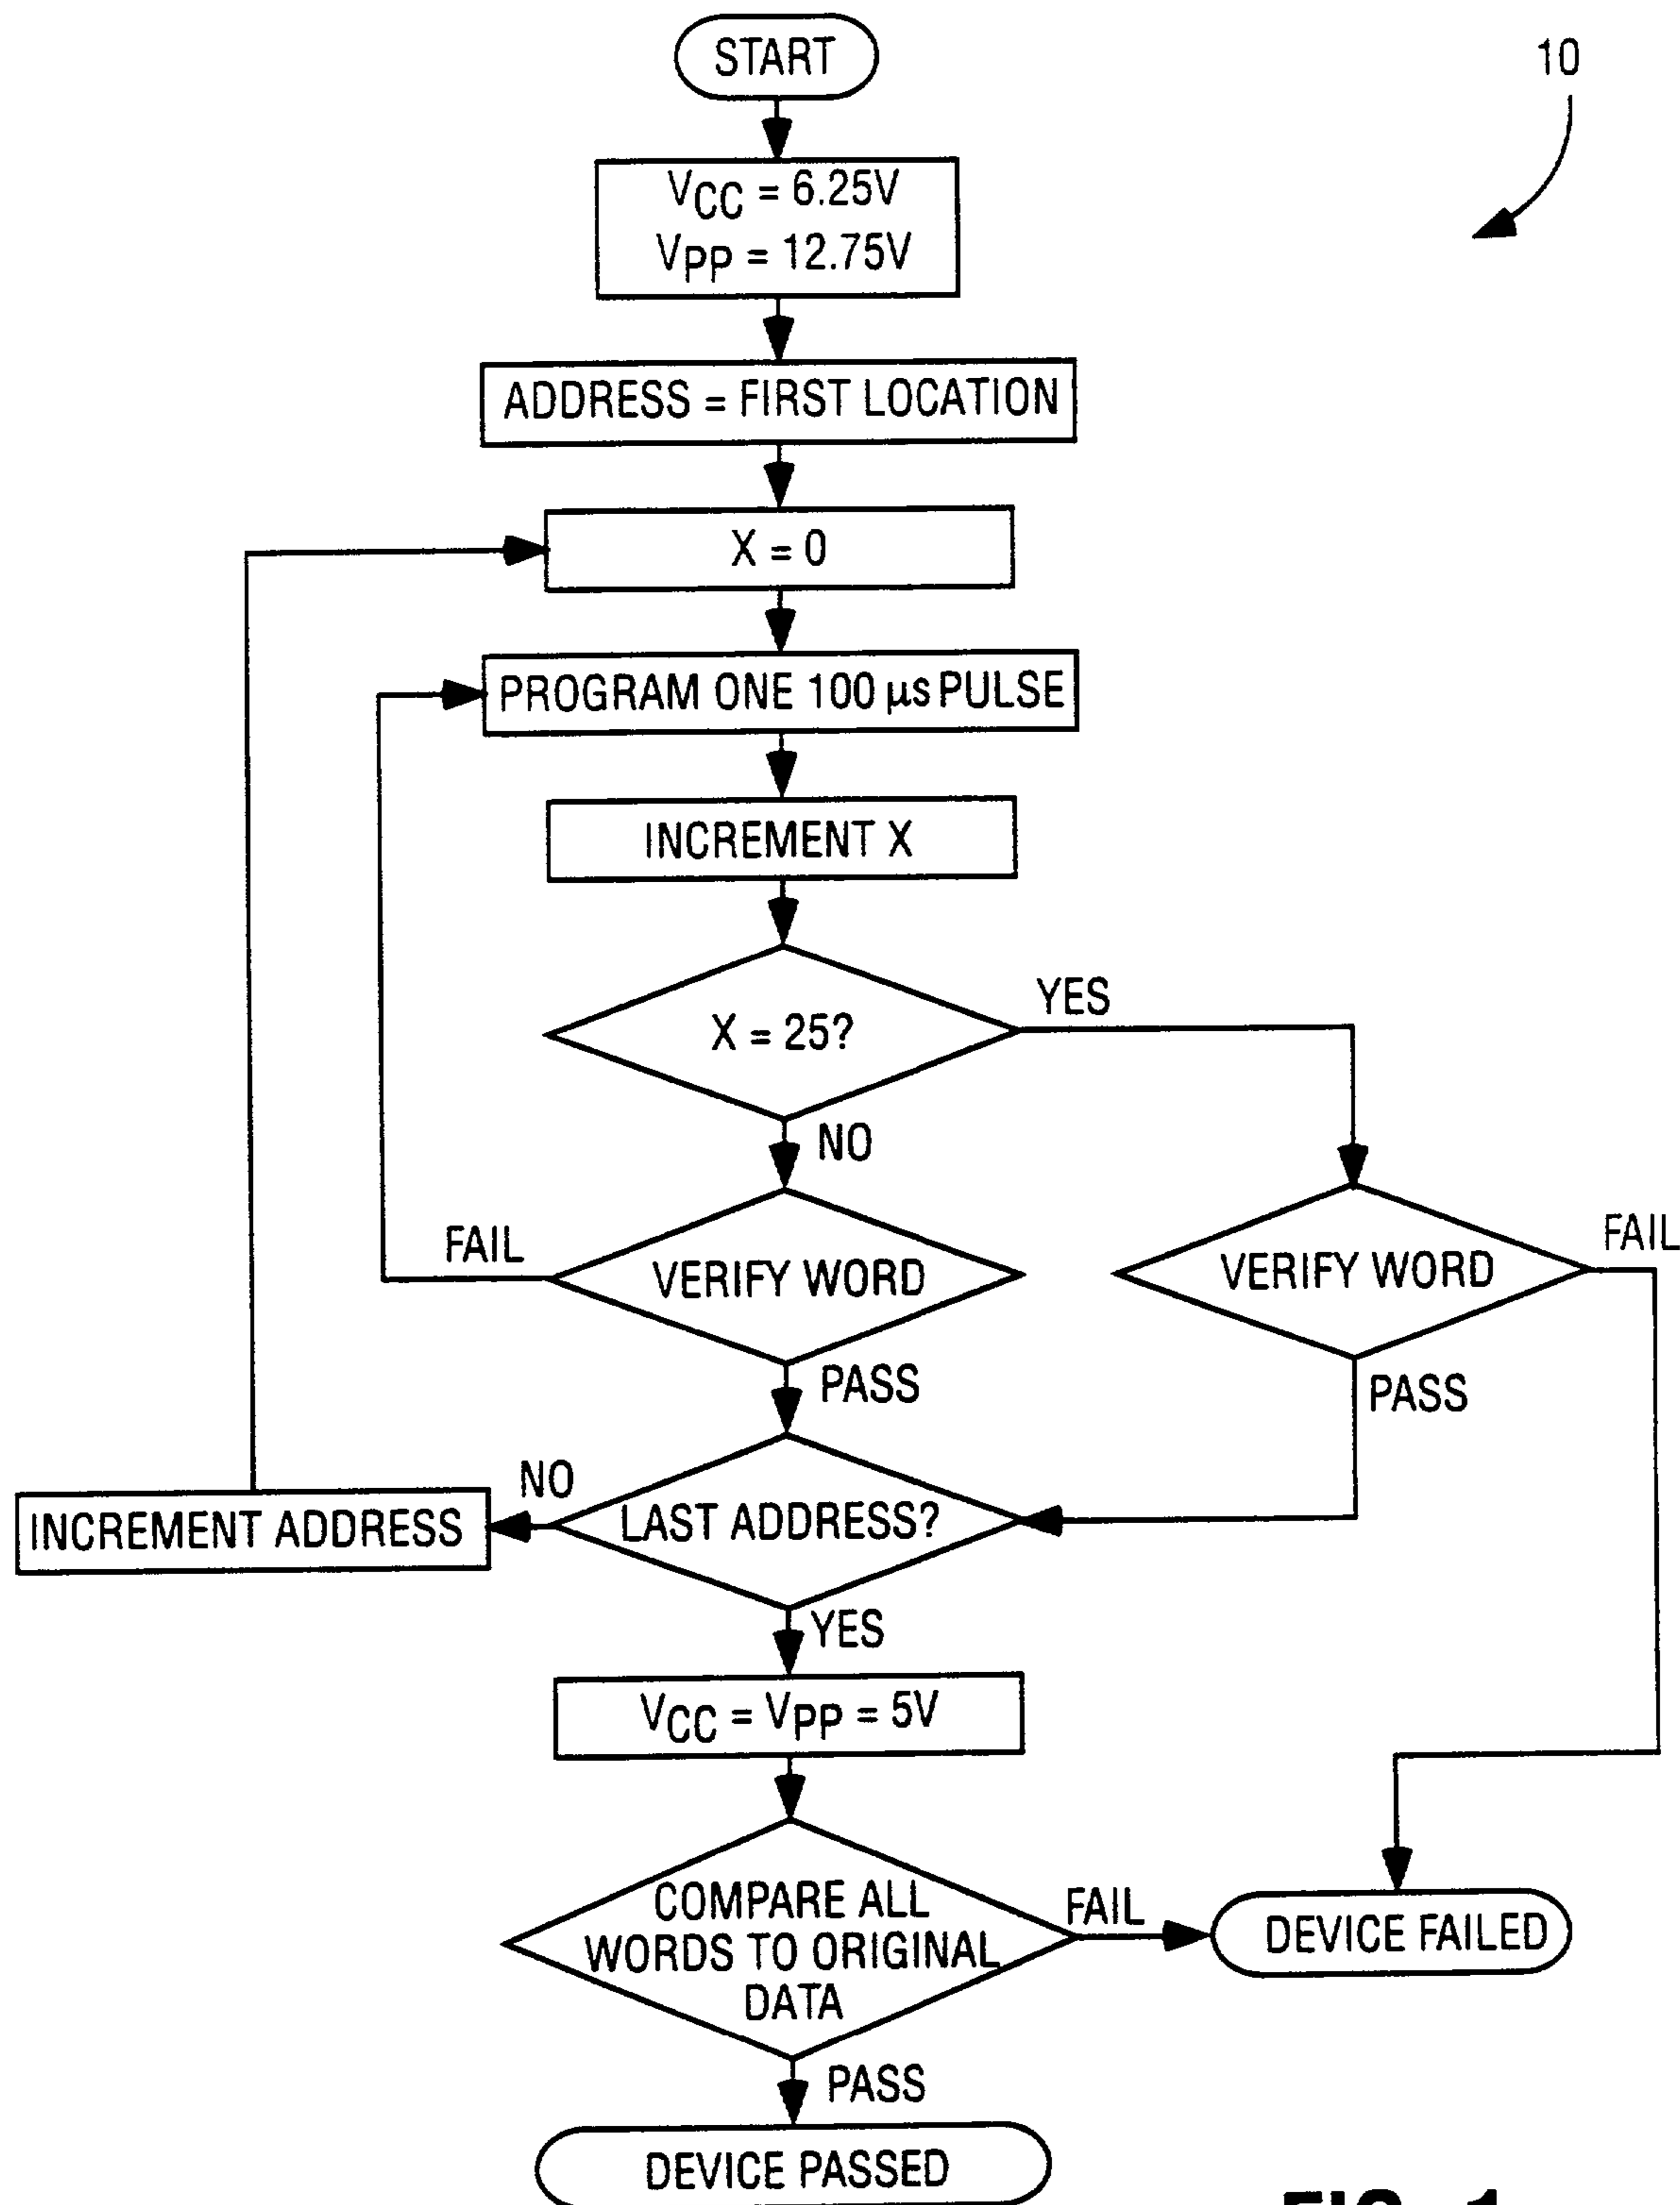 START
10
VCC = 6.25V
VPP = 12.75V
ADDRESS = FIRST LOCATION
X = 0
PROGRAM ONE 100 µs PULSE
INCREMENT X
X = 25?
YES
NO
VERIFY WORD
FAIL
PASS
VERIFY WORD
FAIL
PASS
LAST ADDRESS?
NO
INCREMENT ADDRESS
YES
VCC = VPP = 5V
COMPARE ALL
WORDS TO ORIGINAL
DATA
FAIL
DEVICE FAILED
PASS
DEVICE PASSED